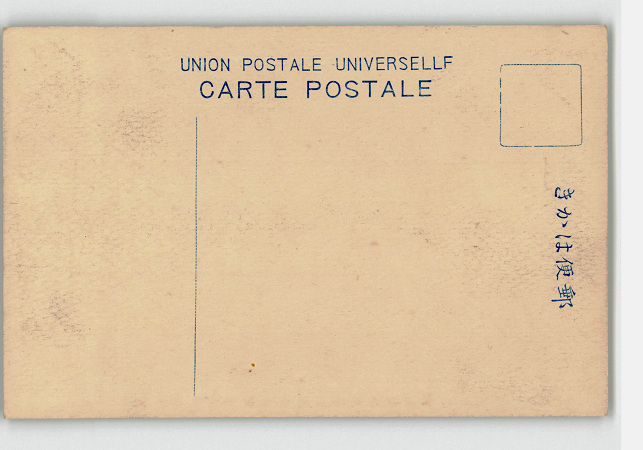 UNION POSTALE UNIVERSELLF
CARTE POSTALE
きかは便郵